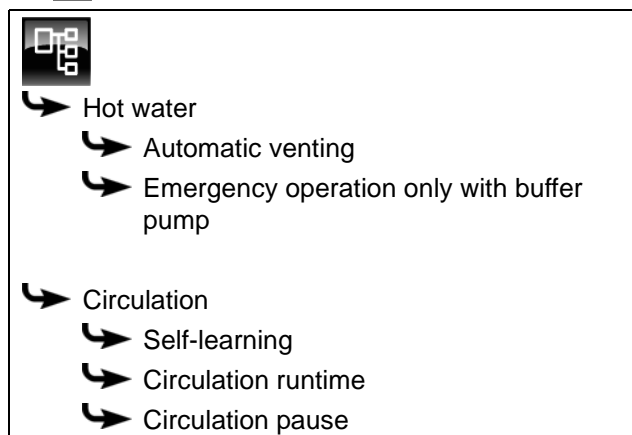 Hot water
Automatic venting
Emergency operation only with buffer
pump
Circulation
Self-learning
Circulation runtime
Circulation pause